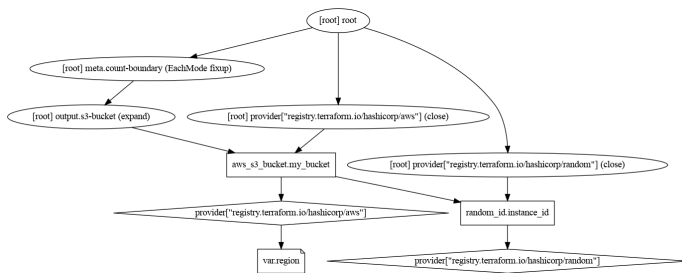 [root] root
[root] meta.count-boundary (EachMode fixup)
[root] output.s3-bucket (expand)
[root] provider["registry.terraform.io/hashicorp/aws"] (close)
aws_s3_bucket.my_bucket
[root] provider["registry.terraform.io/hashicorp/random"] (close)
provider["registry.terraform.io/hashicorp/aws"]
random_id.instance_id
var.region
provider["registry.terraform.io/hashicorp/random"]